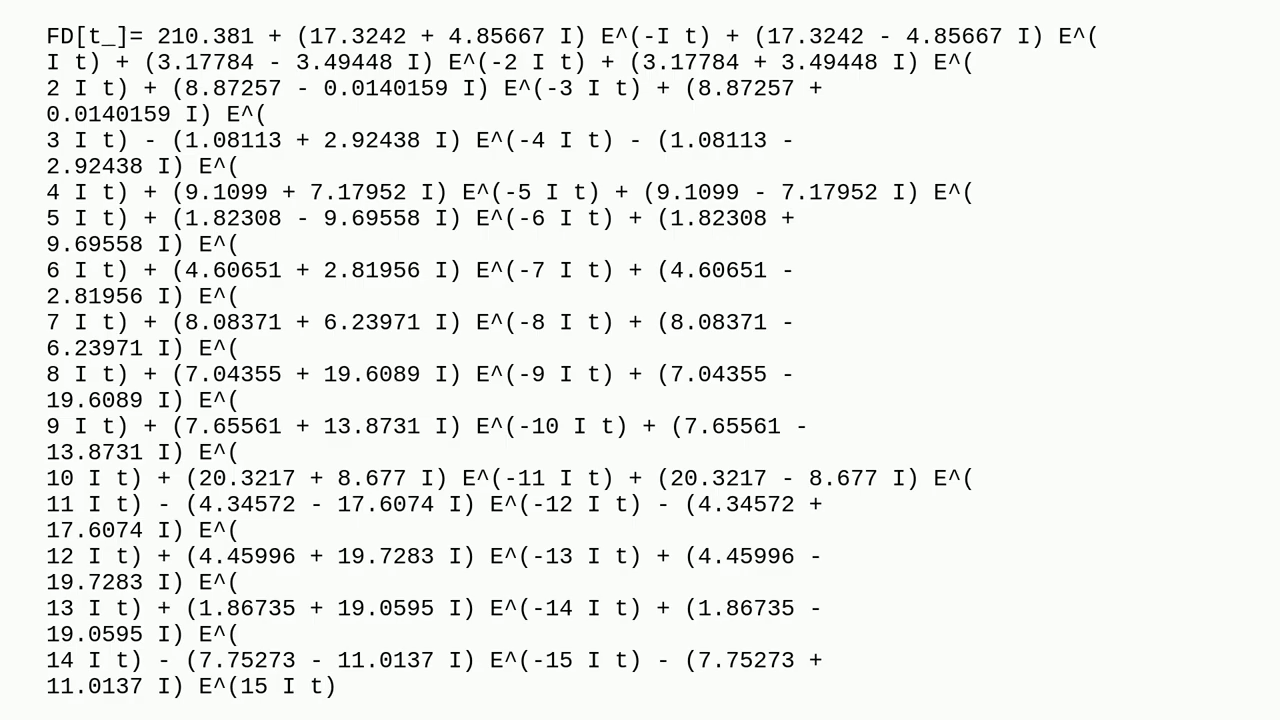 FD[t_]= 210.381 + (17.3242 + 4.85667 I) E^(-I t) + (17.3242 - 4.85667 I) E^(
I t) + (3.17784 - 3.49448 I) E^(-2 I t) + (3.17784 + 3.49448 I) E^(
2 I t) + (8.87257 - 0.0140159 I) E^(-3 I t) + (8.87257 +
0.0140159 I) E^(
3 I t) - (1.08113 + 2.92438 I) E^(-4 I t) - (1.08113 -
2.92438 I) E^(
4 I t) + (9.1099 + 7.17952 I) E^(-5 I t) + (9.1099 - 7.17952 I) E^(
5 I t) + (1.82308 - 9.69558 I) E^(-6 I t) + (1.82308 +
9.69558 I) E^(
6 I t) + (4.60651 + 2.81956 I) E^(-7 I t) + (4.60651 -
2.81956 I) E^(
7 I t) + (8.08371 + 6.23971 I) E^(-8 I t) + (8.08371 -
6.23971 I) E^(
8 I t) + (7.04355 + 19.6089 I) E^(-9 I t) + (7.04355 -
19.6089 I) E^(
9 I t) + (7.65561 + 13.8731 I) E^(-10 I t) + (7.65561 -
13.8731 I) E^(
10 I t) + (20.3217 + 8.677 I) E^(-11 I t) + (20.3217 - 8.677 I) E^(
11 I t) - (4.34572 - 17.6074 I) E^(-12 I t) - (4.34572 +
17.6074 I) E^(
12 I t) + (4.45996 + 19.7283 I) E^(-13 I t) + (4.45996 -
19.7283 I) E^(
13 I t) + (1.86735 + 19.0595 I) E^(-14 I t) + (1.86735 -
19.0595 I) E^(
14 I t) - (7.75273 - 11.0137 I) E^(-15 I t) - (7.75273 +
11.0137 I) E^(15 I t)